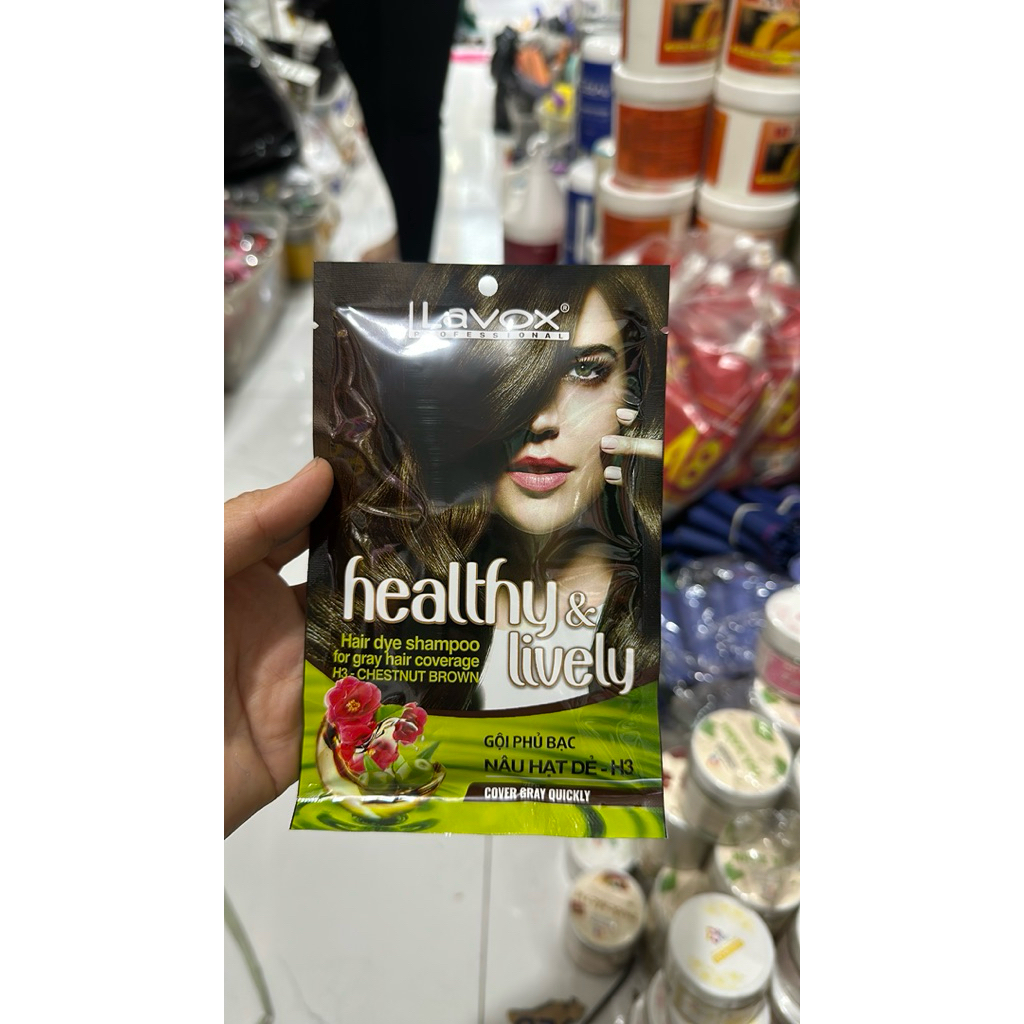 Lavox®
PROFESSIONAL
healthy &
lively
Hair dye shampoo
for gray hair coverage
H3 - CHESTNUT BROWN
GỘI PHỦ BẠC
NÂU HẠT DẺ - H3
COVER GRAY QUICKLY